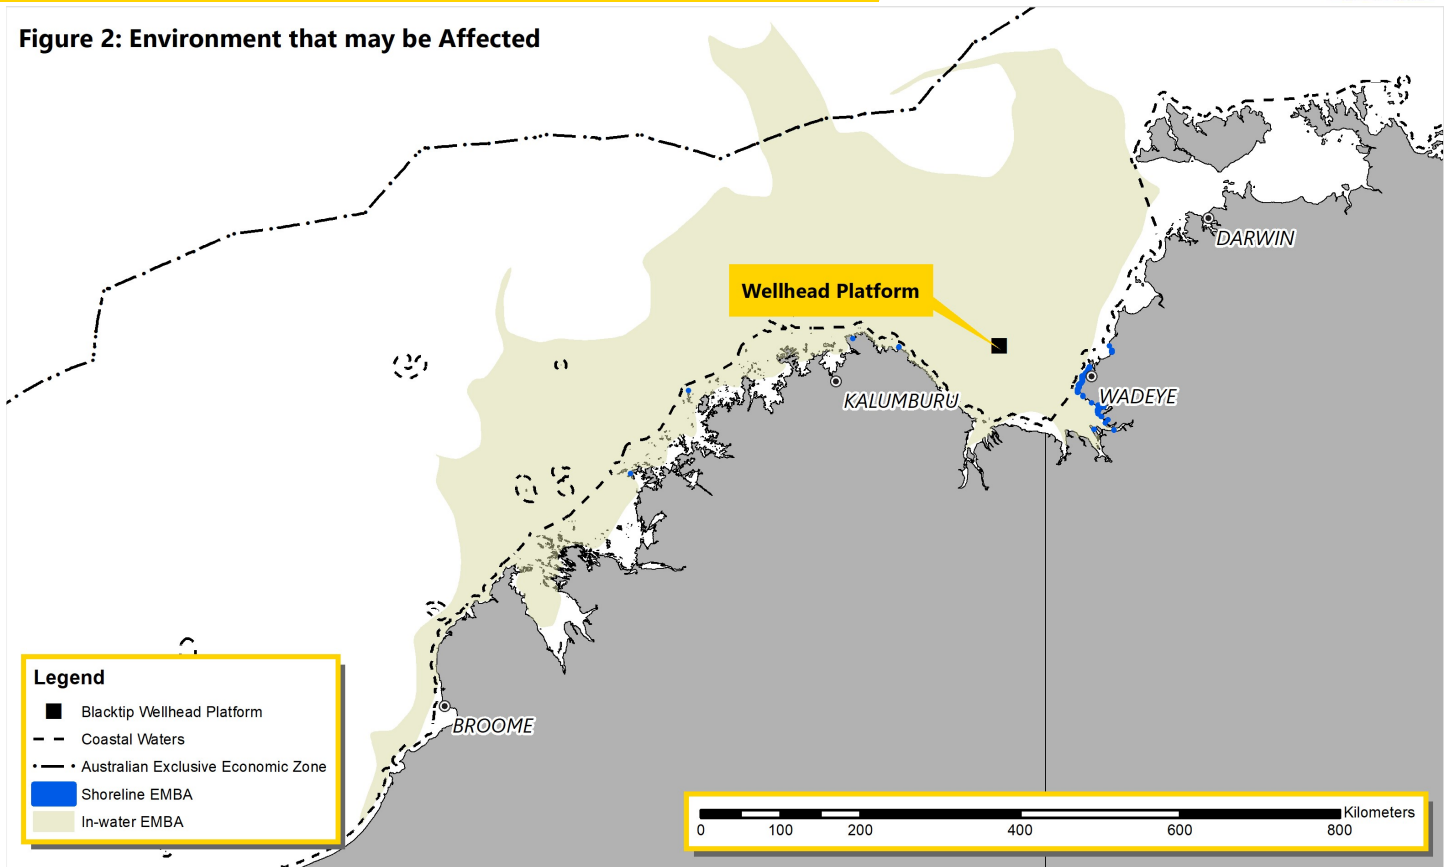 Figure 2: Environment that may be Affected
DARWIN
Wellhead Platform
KALUMBURU
WADEYE
BROOME
Legend
Blacktip Wellhead Platform
Coastal Waters
Australian Exclusive Economic Zone
Shoreline EMBA
In-water EMBA
Kilometers
0 100 200 400 600 800